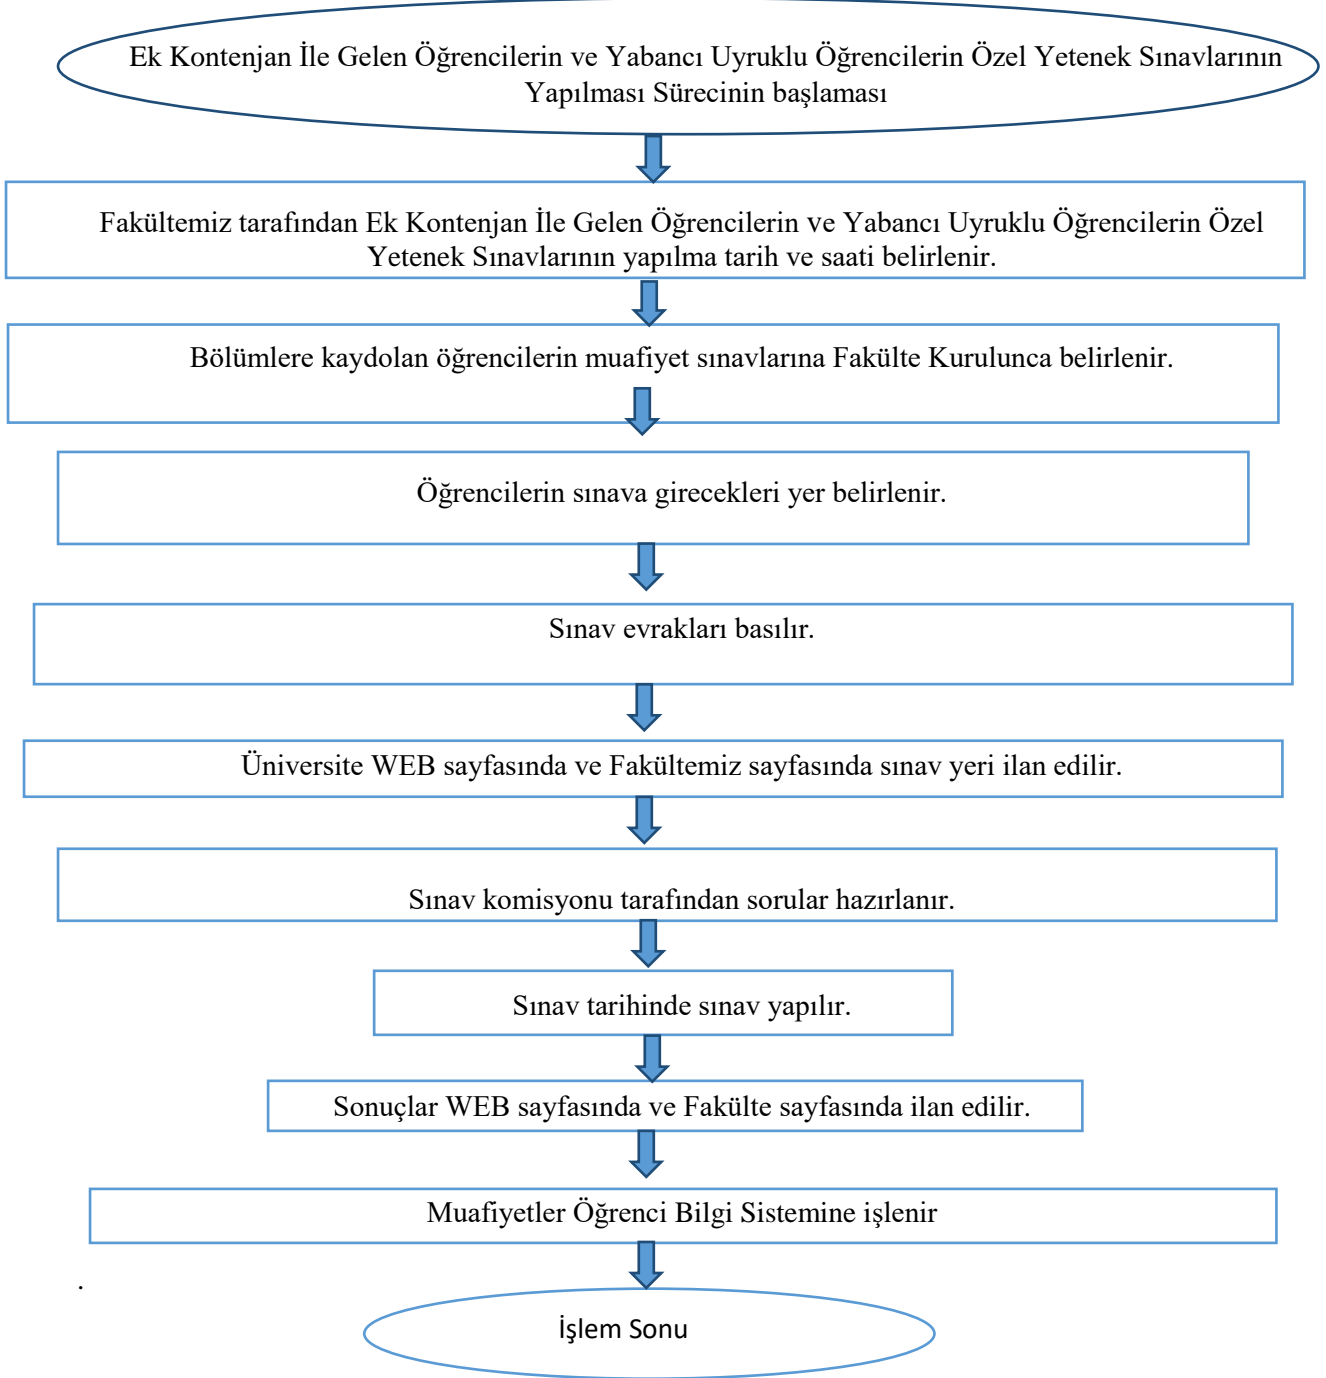 Ek Kontenjan İle Gelen Öğrencilerin ve Yabancı Uyruklu Öğrencilerin Özel Yetenek Sınavlarının
Yapılması Sürecinin başlaması
Fakültemiz tarafından Ek Kontenjan İle Gelen Öğrencilerin ve Yabancı Uyruklu Öğrencilerin Özel
Yetenek Sınavlarının yapılma tarih ve saati belirlenir.
Bölümlere kaydolan öğrencilerin muafiyet sınavlarına Fakülte Kurulunca belirlenir.
Öğrencilerin sınava girecekleri yer belirlenir.
Sınav evrakları basılır.
Üniversite WEB sayfasında ve Fakültemiz sayfasında sınav yeri ilan edilir.
Sınav komisyonu tarafından sorular hazırlanır.
Sınav tarihinde sınav yapılır.
Sonuçlar WEB sayfasında ve Fakülte sayfasında ilan edilir.
Muafiyetler Öğrenci Bilgi Sistemine işlenir
.
İşlem Sonu